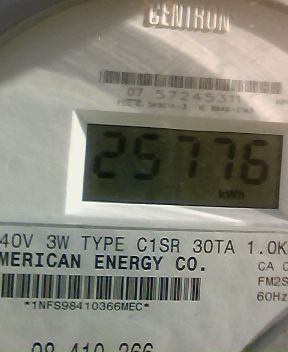 CENTRON
07 57245311
25776
kWh
40V 3W TYPE C1SR 30TA 1.0K
MERICAN ENERGY CO.
CA
FM2S
60Hz
*1NFS98410366MEC*
98 410 366